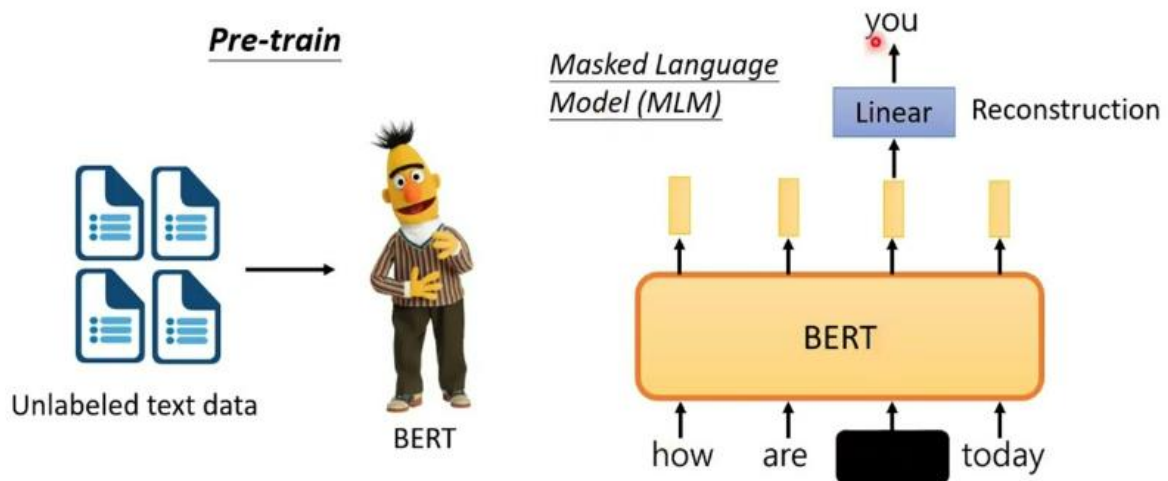 Pre-train
Unlabeled text data
BERT
Masked Language
Model (MLM)
you
Linear
Reconstruction
BERT
how are today